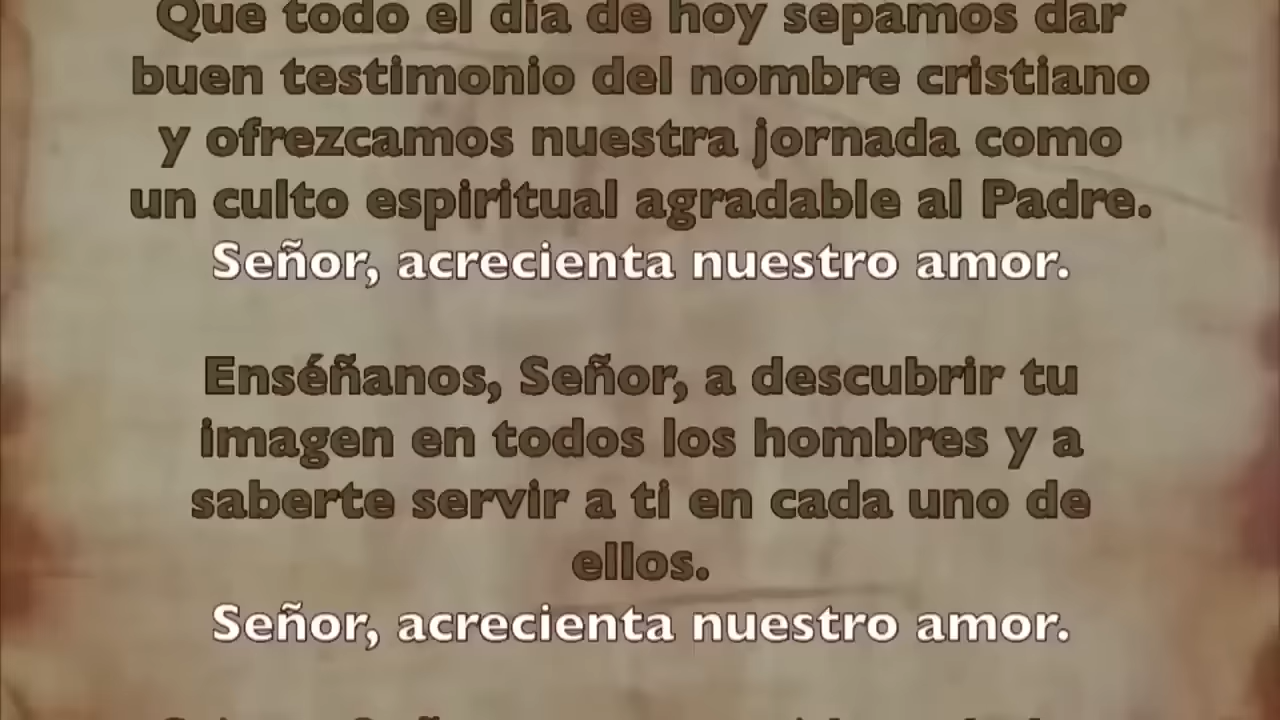 Que todo el día de hoy sepamos dar
buen testimonio del nombre cristiano
y ofrezcamos nuestra jornada como
un culto espiritual agradable al Padre.
Señor, acrecienta nuestro amor.
Enséñanos, Señor, a descubrir tu
imagen en todos los hombres y a
saberte servir a ti en cada uno de
ellos.
Señor, acrecienta nuestro amor.